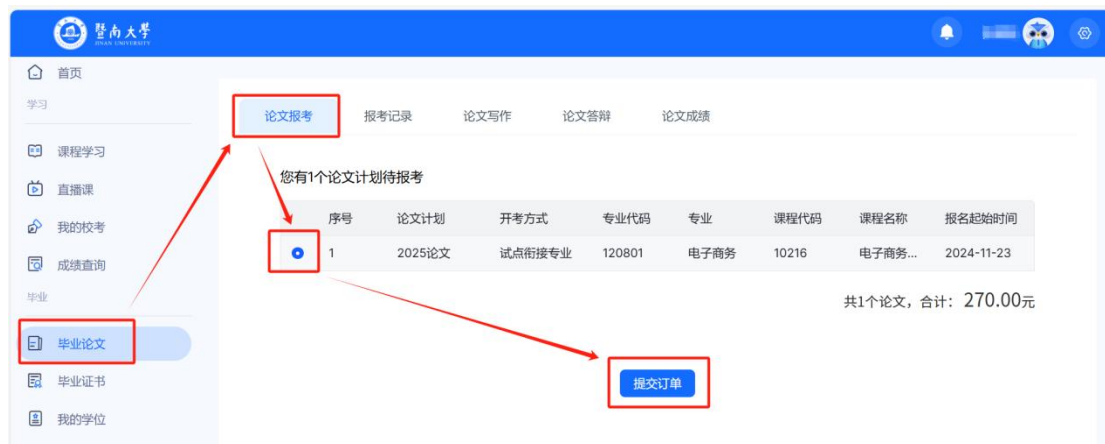 暨南大学
JINAN UNIVERSITY
首页
学习
课程学习
直播课
我的校考
成绩查询
毕业
毕业论文
毕业证书
我的学位
论文报考 报考记录 论文写作 论文答辩 论文成绩
您有1个论文计划待报考
序号 论文计划 开考方式 专业代码 专业 课程代码 课程名称 报名起始时间
1 2025论文 试点衔接专业 120801 电子商务 10216 电子商务... 2024-11-23
共1个论文，合计：270.00元
提交订单